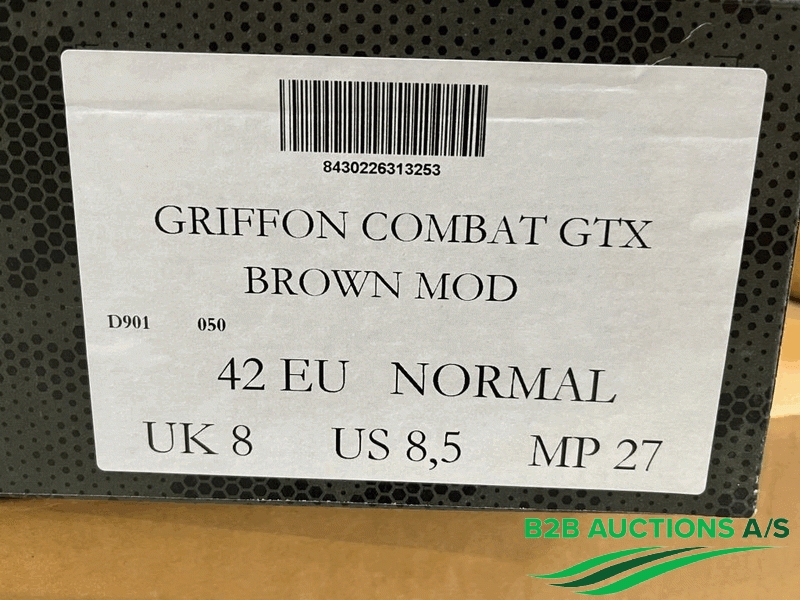 8430226313253
GRIFFON COMBAT GTX
BROWN MOD
D901 050
42 EU NORMAL
UK 8 US 8,5 MP 27
B2B AUCTIONS A/S